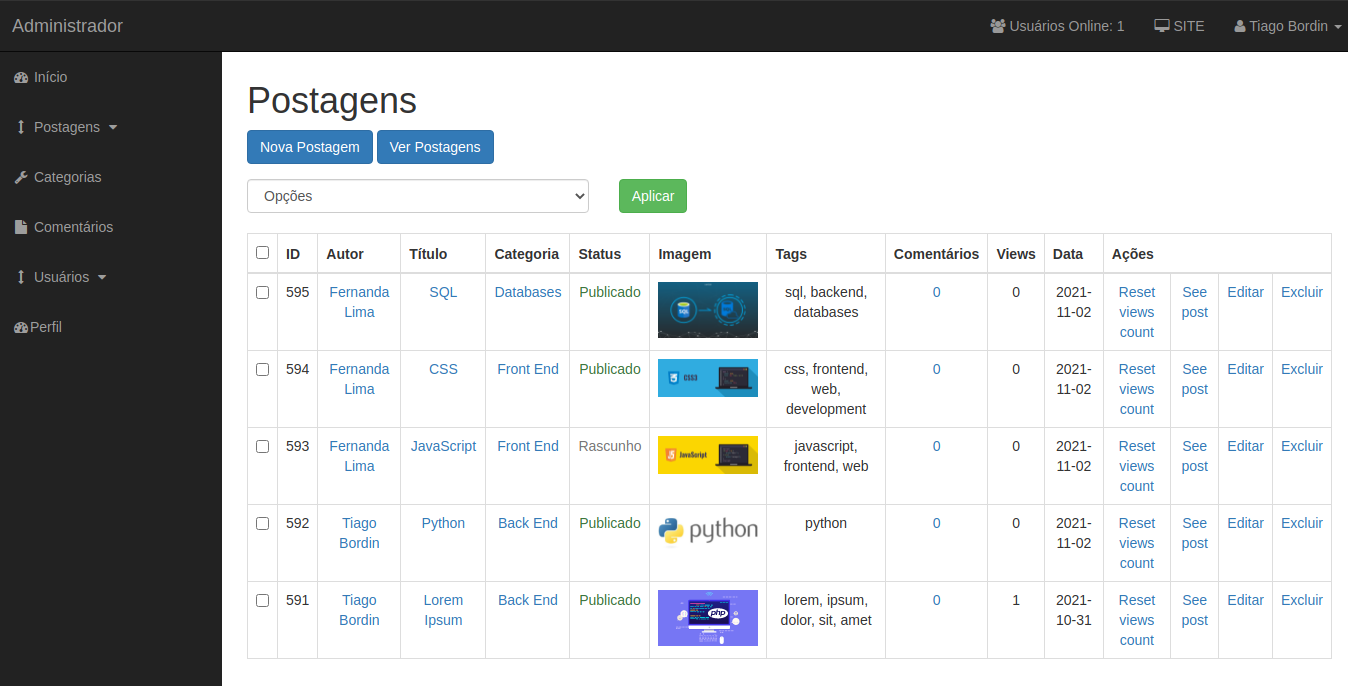 Administrador
Usuários Online: 1
SITE
Tiago Bordin
Início
Postagens
Categorias
Comentários
Usuários
Perfil
Postagens
Nova Postagem
Ver Postagens
Opções
Aplicar
ID Autor Título Categoria Status Imagem Tags Comentários Views Data Ações
595 Fernanda SQL Databases Publicado SQL sql, backend, 0 0 2021- Reset See Editar Excluir
Lima databases 11-02 views post
count
594 Fernanda CSS Front End Publicado CSS3 css, frontend, 0 0 2021- Reset See Editar Excluir
Lima web, 11-02 views post
development count
593 Fernanda JavaScript Front End Rascunho JavaScript javascript, 0 0 2021- Reset See Editar Excluir
Lima frontend, web 11-02 views post
count
592 Tiago Python Back End Publicado python python 0 0 2021- Reset See Editar Excluir
Bordin 11-02 views post
count
591 Tiago Lorem Back End Publicado php lorem, ipsum, 0 1 2021- Reset See Editar Excluir
Bordin Ipsum dolor, sit, amet 10-31 views post
count